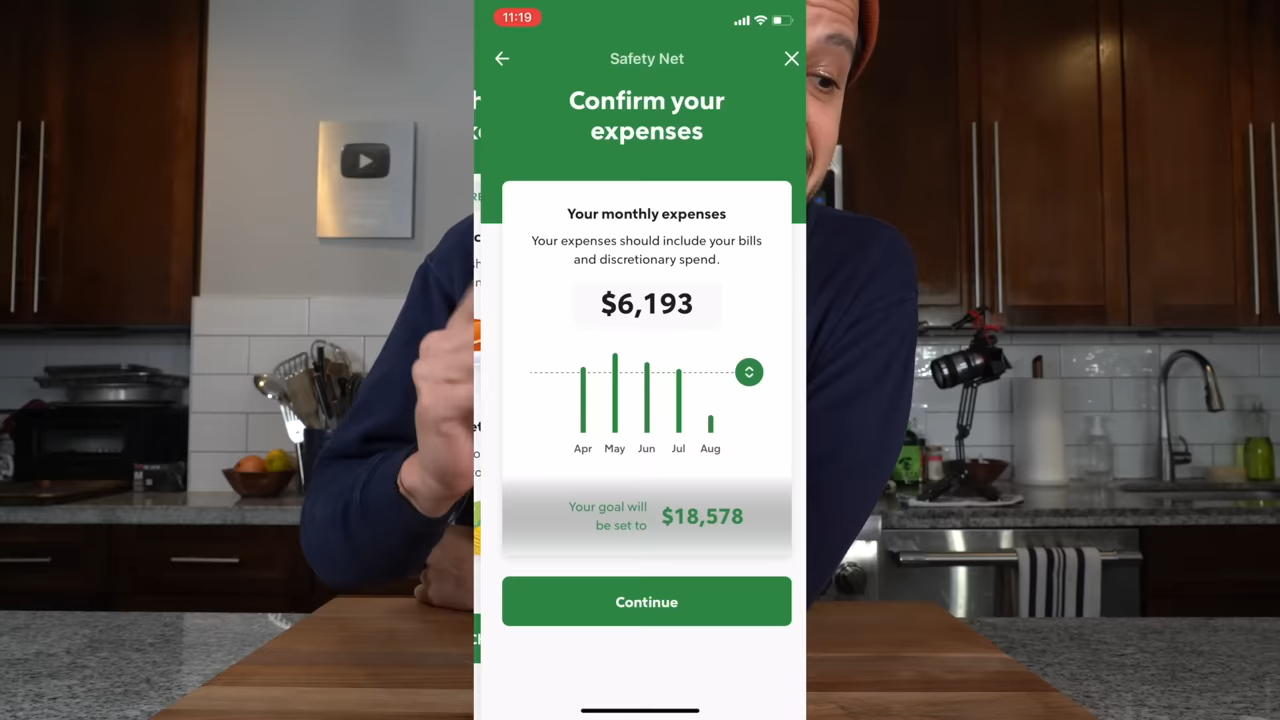 11:19
Safety Net
Confirm your
expenses
Your monthly expenses
Your expenses should include your bills
and discretionary spend.
$6,193
Apr May Jun Jul Aug
Your goal will
be set to
$18,578
Continue